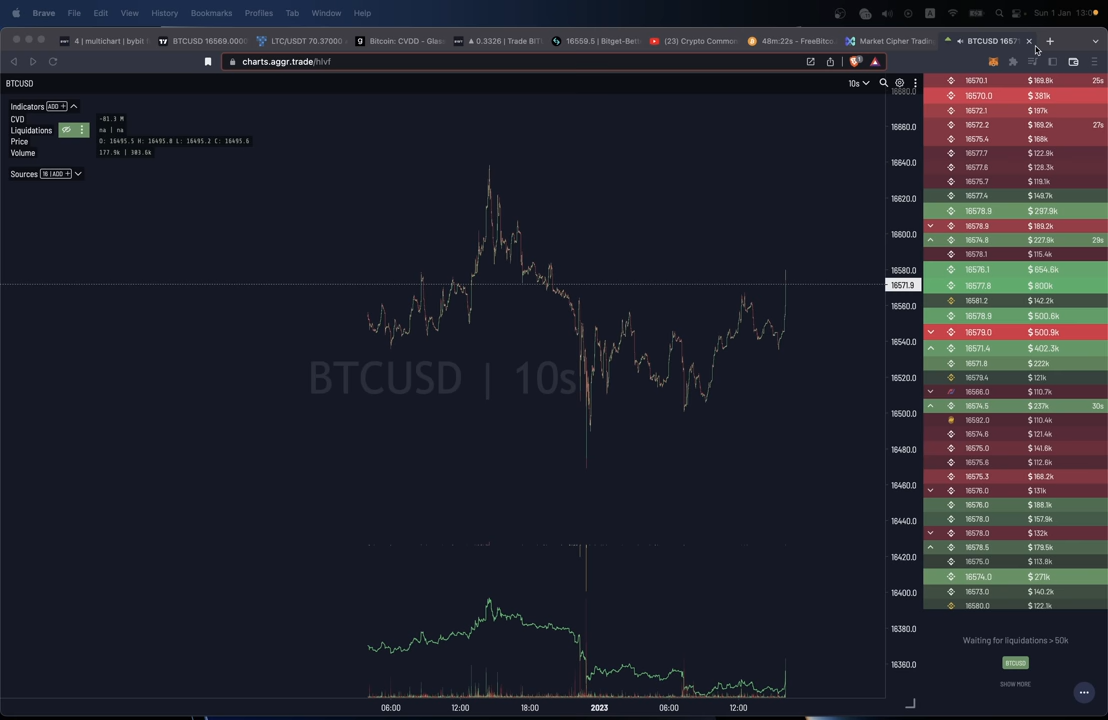 Brave File Edit View History Bookmarks Profiles Tab Window Help
A Sun 1 Jan 13:0
4 | multichart | bybit
BTCUSD 16569.0000
LTC/USDT 70.37000
Bitcoin: CVDD - Glas
▲ 0.3326 | Trade BIT
16559.5 | Bitget-Bett
(23) Crypto Common
48m:22s - FreeBitco
Market Cipher Trading
BTCUSD 1657
charts.aggr.trade/hlvf
BTCUSD
10s
Indicators ADD +
CVD -81.3 M
Liquidations na | na
Price O: 16495.5 H: 16495.8 L: 16495.2 C: 16495.6
Volume 177.9k | 303.6k
Sources 16 | ADD +
BTCUSD | 10s
16680.0
16660.0
16640.0
16620.0
16600.0
16580.0
16571.9
16560.0
16540.0
16520.0
16500.0
16480.0
16460.0
16440.0
16420.0
16400.0
16380.0
16360.0
06:00 12:00 18:00 2023 06:00 12:00
16570.1 $169.8k 25s
16570.0 $381k
16572.1 $197k
16572.2 $169.2k 27s
16575.4 $168k
16577.7 $122.9k
16577.6 $128.3k
16575.7 $119.1k
16577.4 $149.7k
16578.9 $297.9k
16578.9 $189.2k
16574.8 $227.9k 29s
16578.1 $115.4k
16576.1 $654.6k
16577.8 $800k
16581.2 $142.2k
16578.9 $500.6k
16579.0 $500.9k
16571.4 $402.3k
16571.8 $222k
16579.4 $121k
16566.0 $110.7k
16574.5 $237k 30s
16592.0 $110.4k
16574.6 $121.4k
16575.0 $141.6k
16575.6 $112.6k
16575.3 $168.2k
16576.0 $131k
16576.0 $188.1k
16578.0 $157.9k
16578.0 $132k
16578.5 $179.5k
16575.0 $113.8k
16574.0 $271k
16573.0 $140.2k
16580.0 $122.1k
Waiting for liquidations > 50k
BTCUSD
SHOW MORE